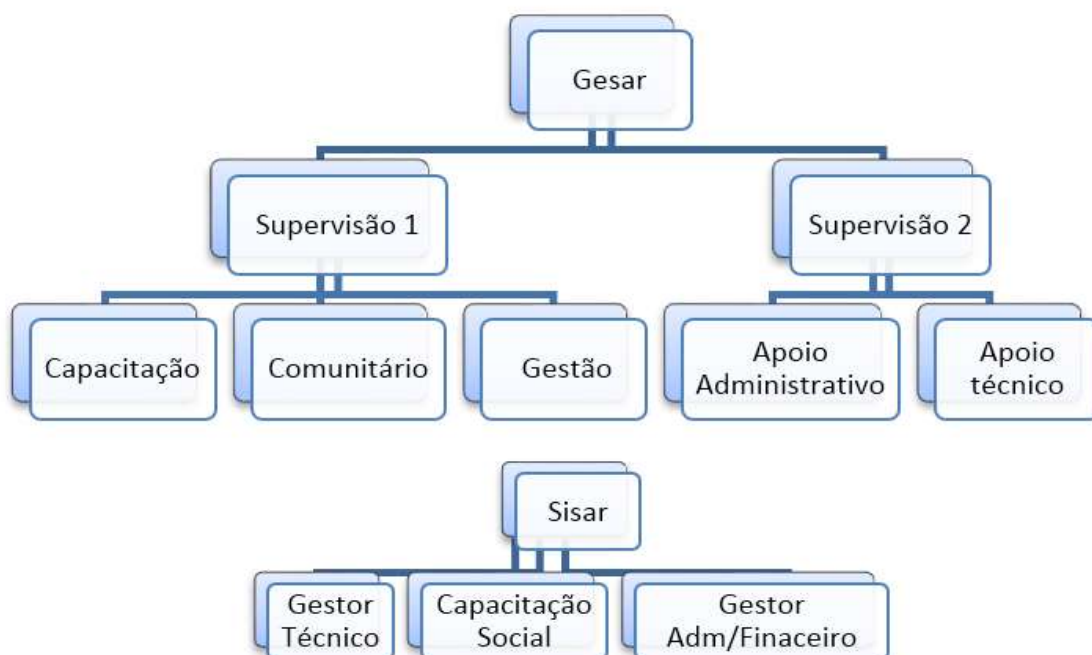 Gesar
Supervisão 1
Supervisão 2
Capacitação
Comunitário
Gestão
Apoio
Administrativo
Apoio
técnico
Sisar
Gestor
Técnico
Capacitação
Social
Gestor
Adm/Finaceiro